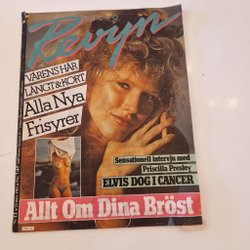 Revyn
VÅRENS HÅR
LÅNGT & KORT
Alla Nya
Frisyrer
Sensationell intervju med
Priscilla Presley
ELVIS DOG I CANCER
Allt Om Dina Bröst